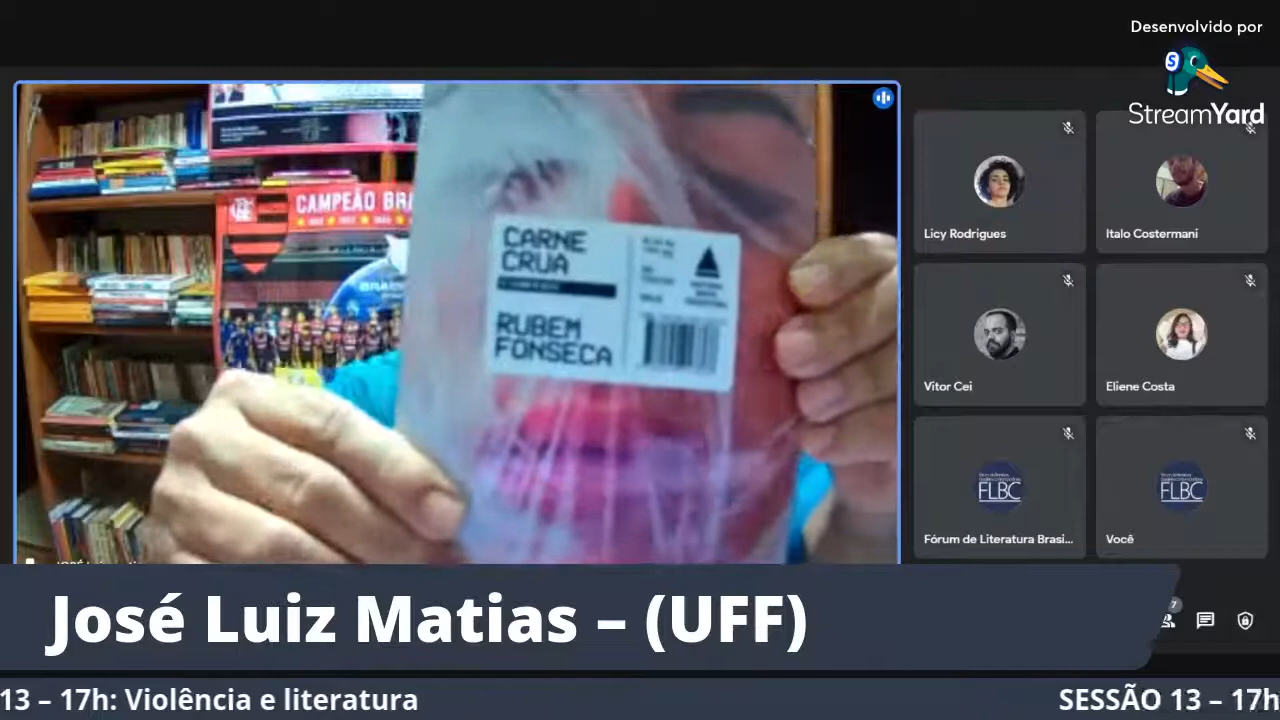 Desenvolvido por
StreamYard
CAMPEÃO BRA
CARNE
CRUA
RUBEM
FONSECA
Licy Rodrigues
Italo Costermani
Vitor Cei
Eliene Costa
FLBC
Fórum de Literatura Brasi...
FLBC
Você
7
José Luiz Matias – (UFF)
13 – 17h: Violência e literatura
SESSÃO 13 – 17h